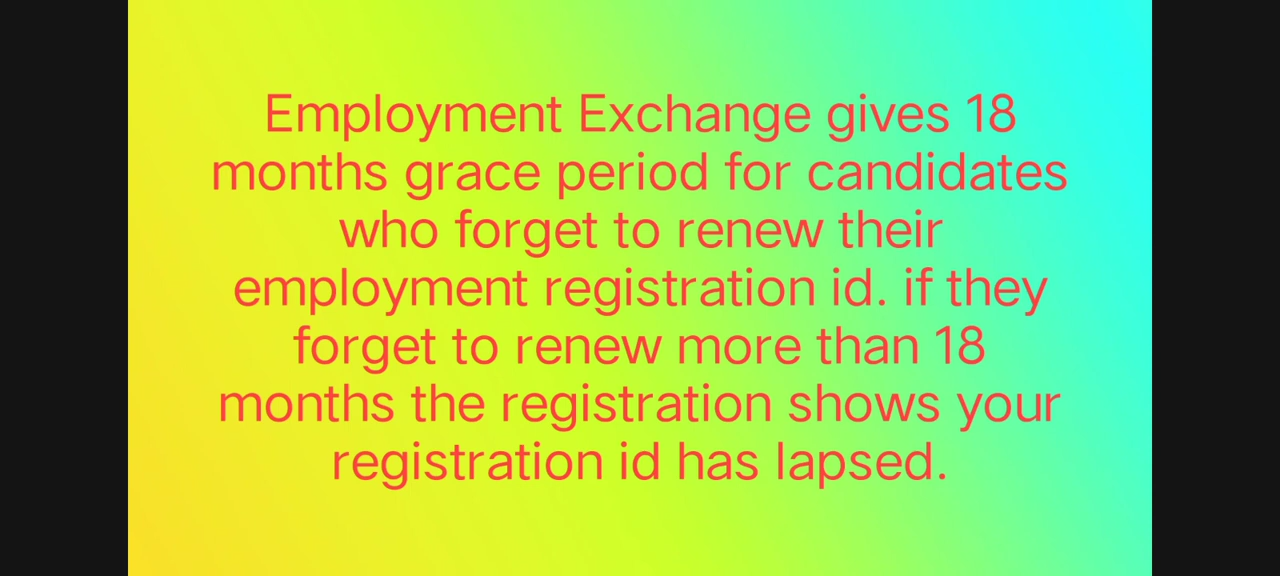 Employment Exchange gives 18
months grace period for candidates
who forget to renew their
employment registration id. if they
forget to renew more than 18
months the registration shows your
registration id has lapsed.